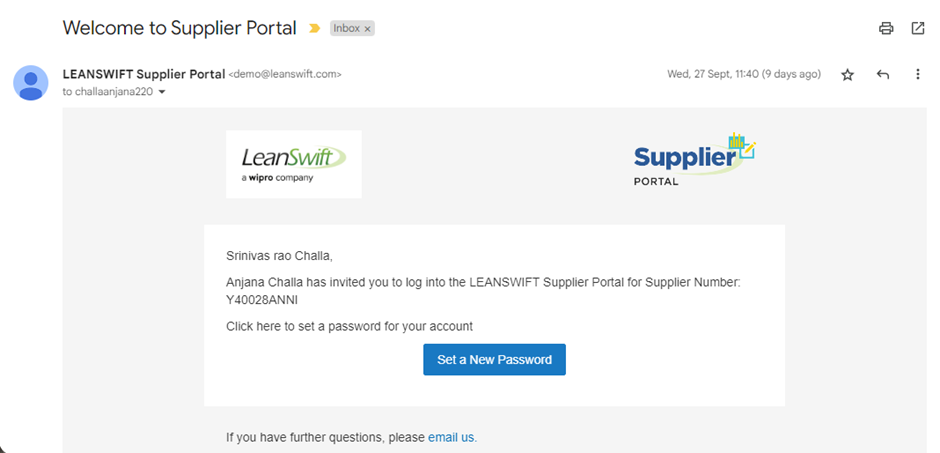 Welcome to Supplier Portal
Inbox ×
LEANSWIFT Supplier Portal <demo@leanswift.com>
Wed, 27 Sept, 11:40 (9 days ago)
to challaanjana220
LeanSwift
a wipro company
Supplier
PORTAL
Srinivas rao Challa,
Anjana Challa has invited you to log into the LEANSWIFT Supplier Portal for Supplier Number:
Y40028ANNI
Click here to set a password for your account
Set a New Password
If you have further questions, please email us.